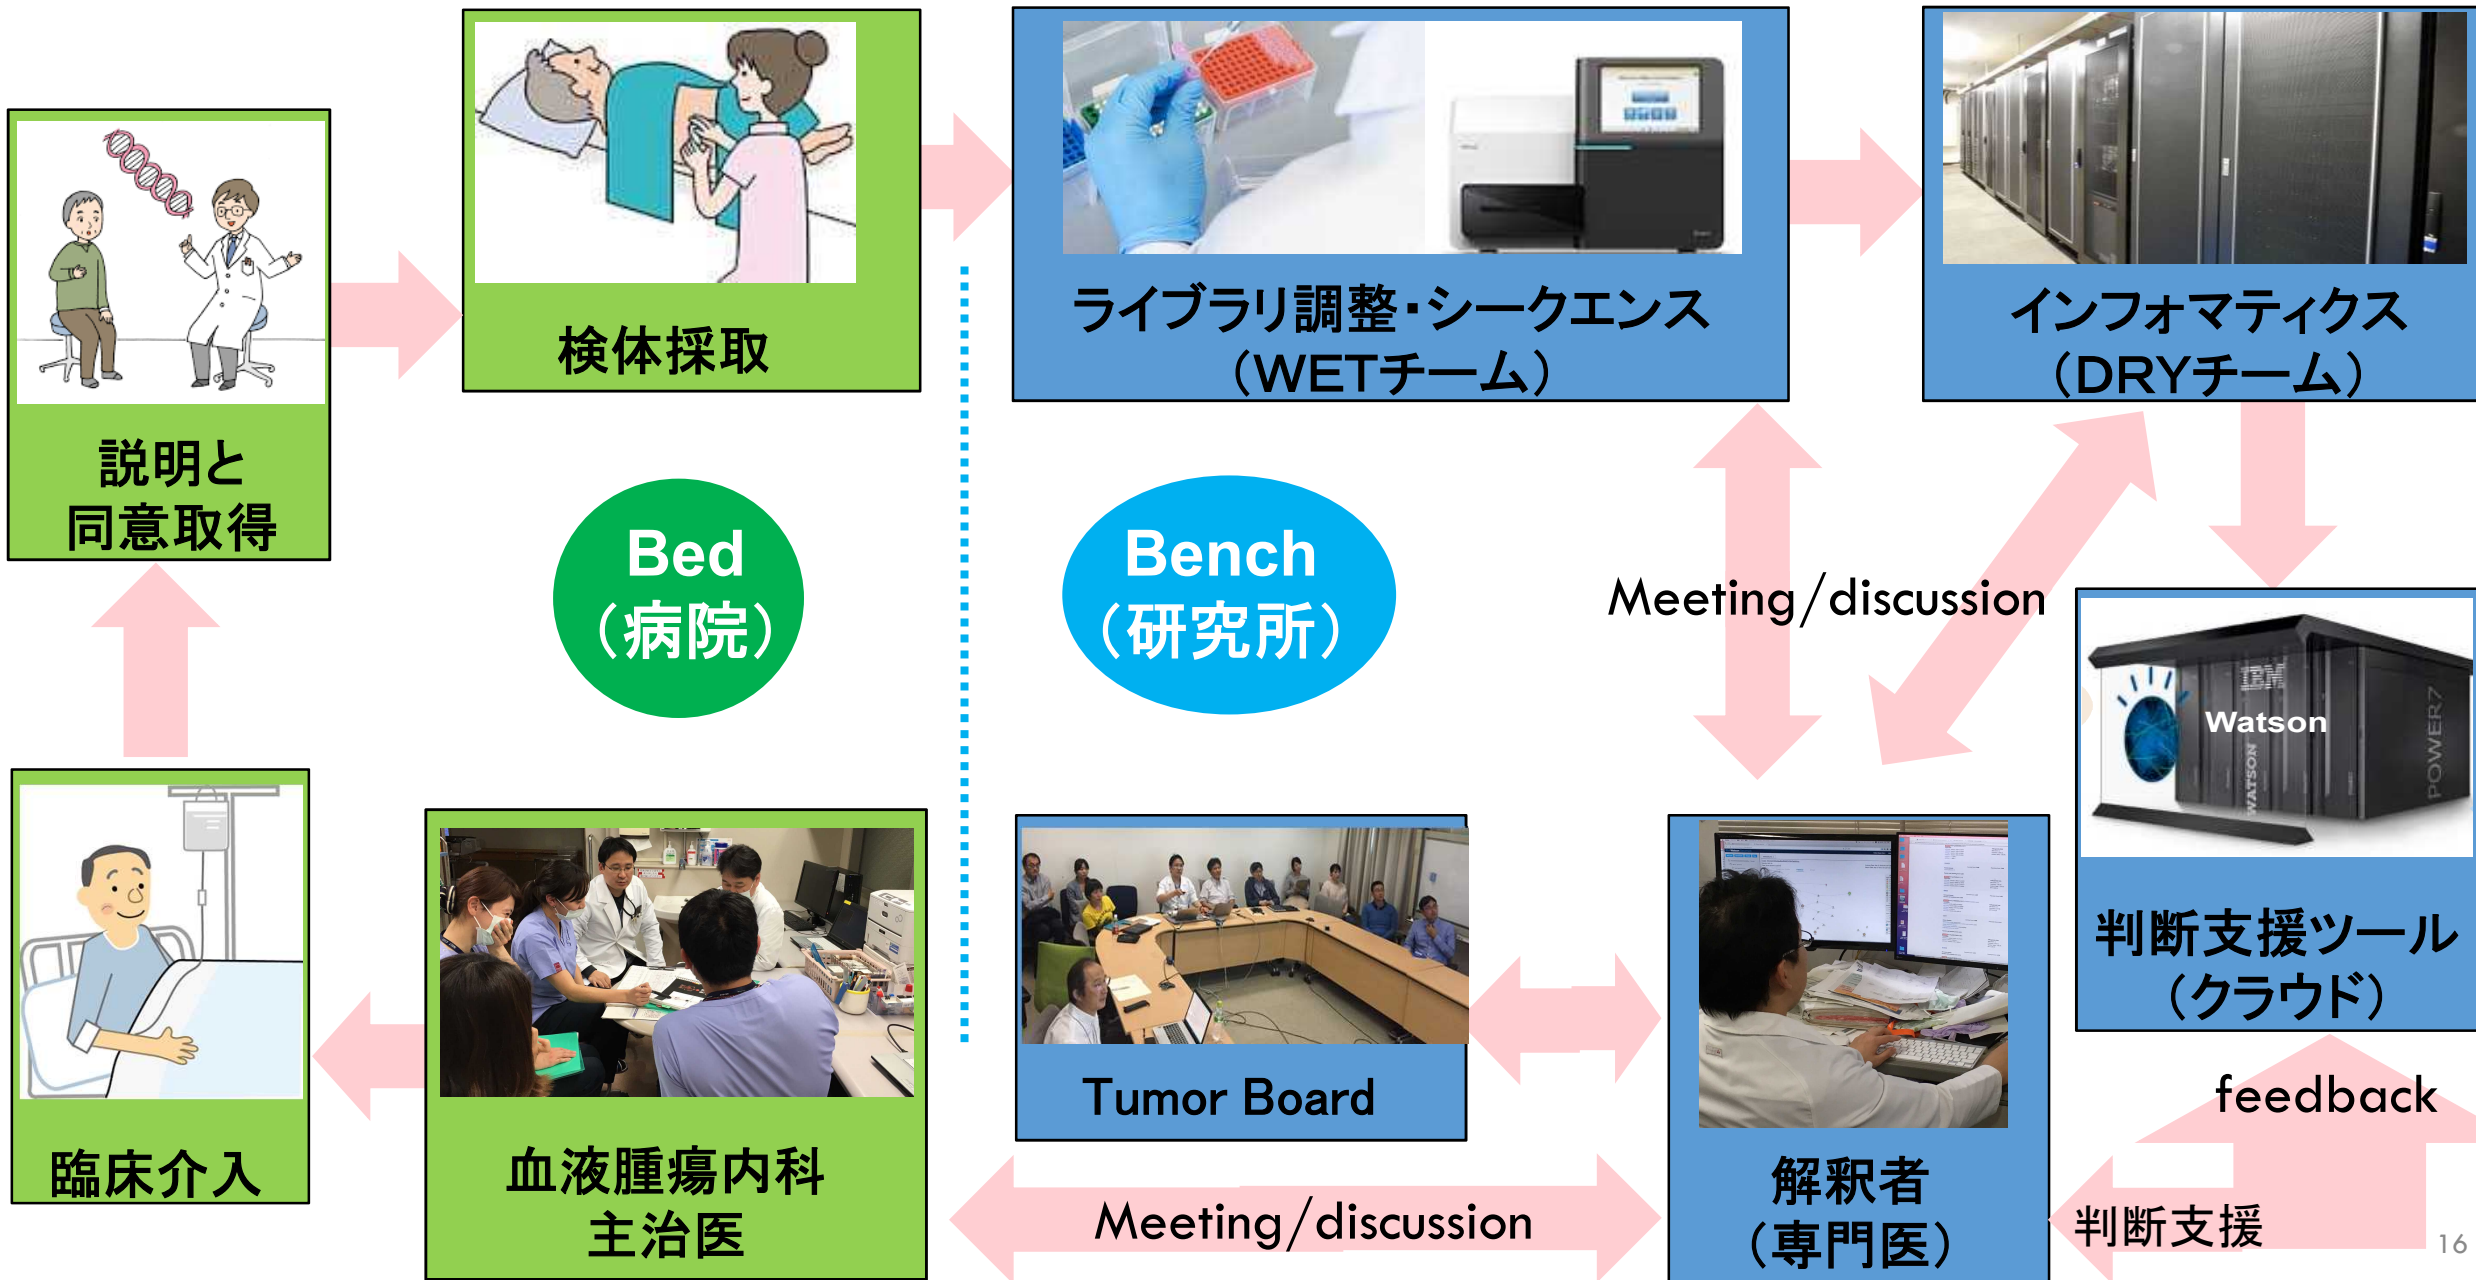 説明と
同意取得
検体採取
ライブラリ調整・シークエンス
（WETチーム）
インフォマティクス
（DRYチーム）
Bed
（病院）
Bench
（研究所）
Meeting/discussion
IBM
Watson
WATSON
POWER7
判断支援ツール
（クラウド）
feedback
判断支援
解釈者
（専門医）
Tumor Board
Meeting/discussion
血液腫瘍内科
主治医
臨床介入
16